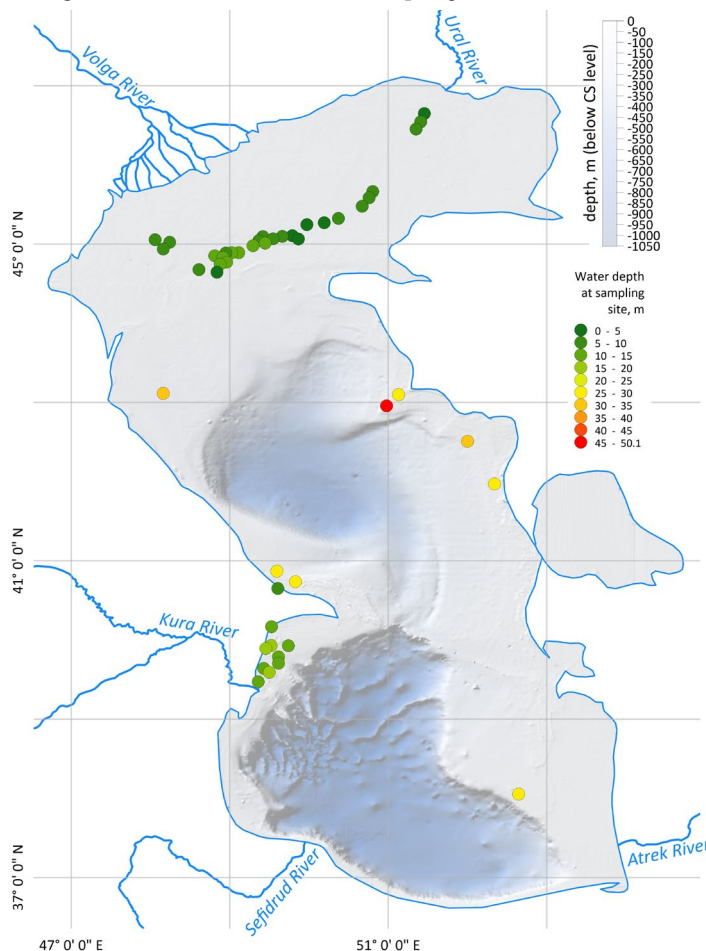 Volga River
Ural River
0
-50
-100
-150
-200
-250
-300
-350
-400
-450
-500
-550
-600
-650
-700
-750
-800
-850
-900
-950
-1000
-1050
depth, m (below CS level)
Water depth
at sampling
site, m
0 - 5
5 - 10
10 - 15
15 - 20
20 - 25
25 - 30
30 - 35
35 - 40
40 - 45
45 - 50.1
45° 0' 0" N
41° 0' 0" N
Kura River
Sefidrud River
Atrek River
37° 0' 0" N
47° 0' 0" E
51° 0' 0" E